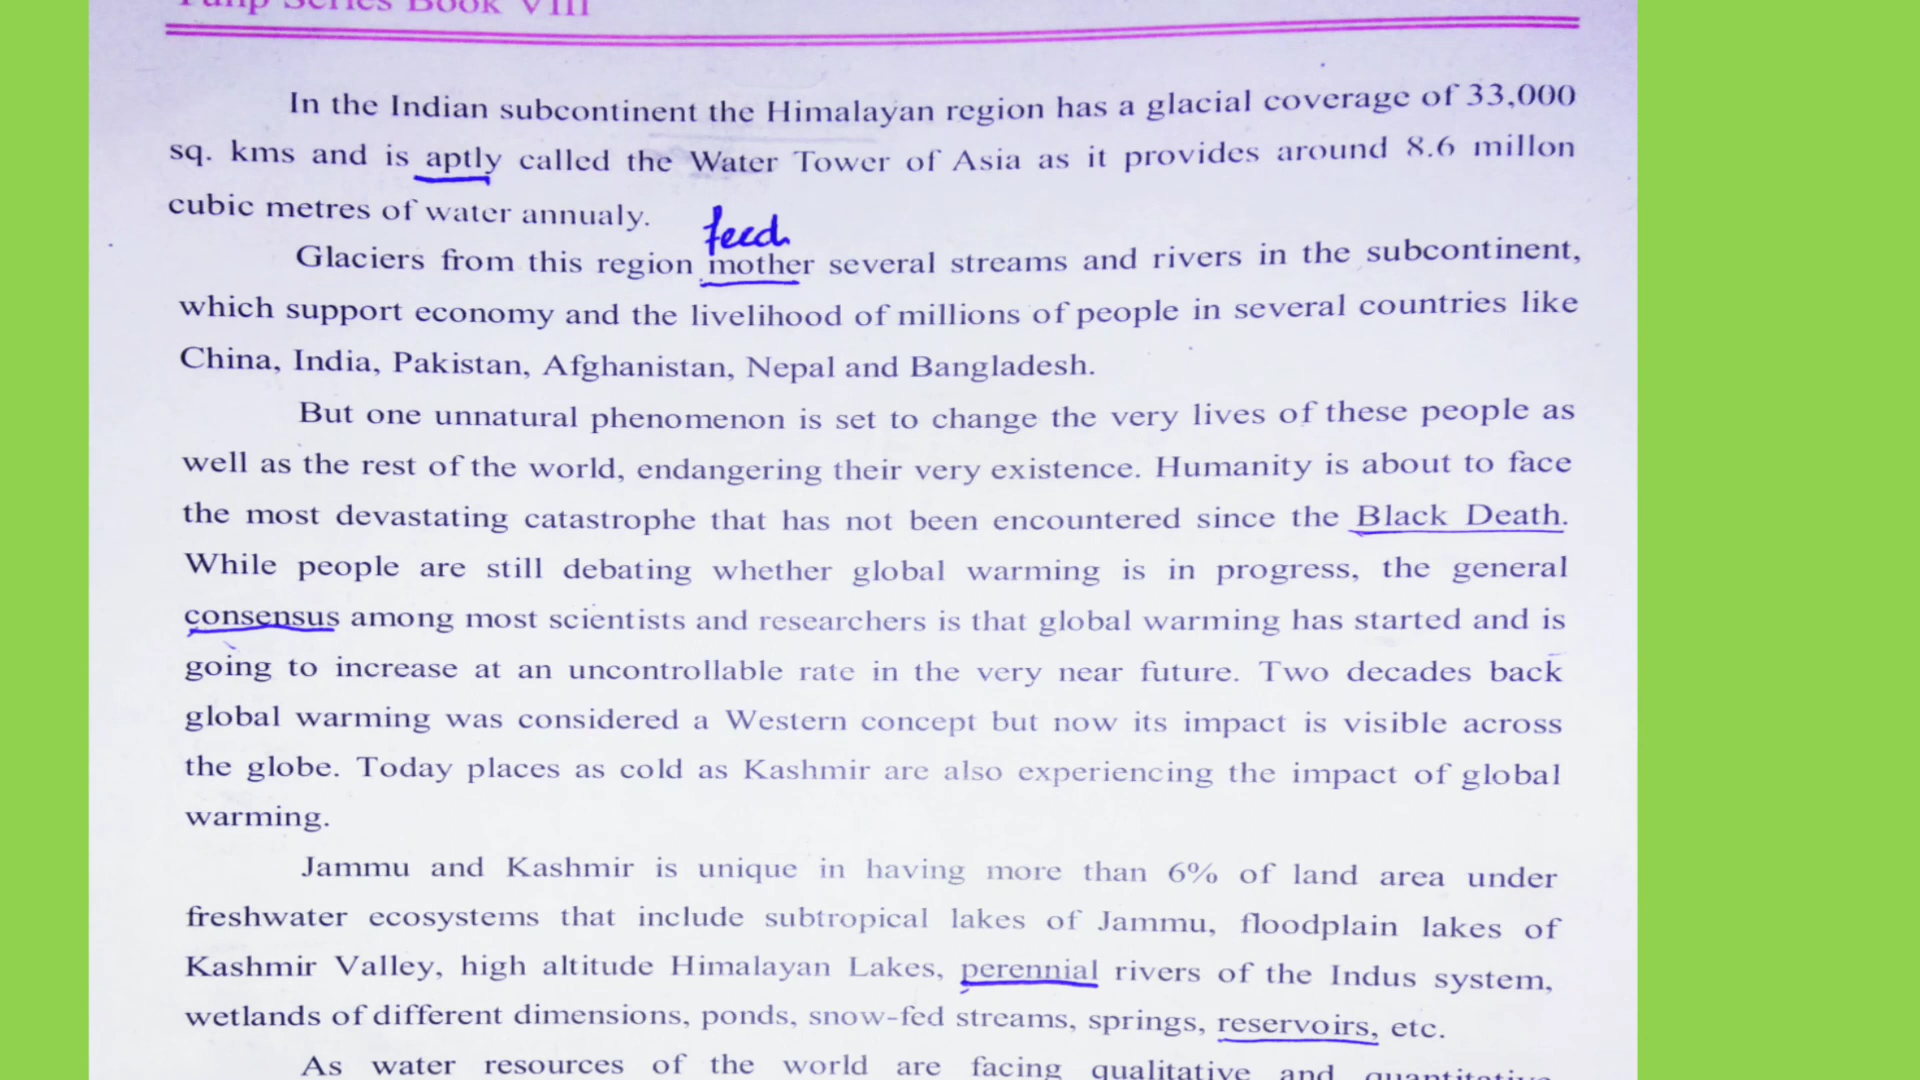 Tulip Series Book VIII
In the Indian subcontinent the Himalayan region has a glacial coverage of 33,000
sq. kms and is aptly called the Water Tower of Asia as it provides around 8.6 millon
cubic metres of water annualy.
feed
Glaciers from this region mother several streams and rivers in the subcontinent,
which support economy and the livelihood of millions of people in several countries like
China, India, Pakistan, Afghanistan, Nepal and Bangladesh.
But one unnatural phenomenon is set to change the very lives of these people as
well as the rest of the world, endangering their very existence. Humanity is about to face
the most devastating catastrophe that has not been encountered since the Black Death.
While people are still debating whether global warming is in progress, the general
consensus among most scientists and researchers is that global warming has started and is
going to increase at an uncontrollable rate in the very near future. Two decades back
global warming was considered a Western concept but now its impact is visible across
the globe. Today places as cold as Kashmir are also experiencing the impact of global
warming.
Jammu and Kashmir is unique in having more than 6% of land area under
freshwater ecosystems that include subtropical lakes of Jammu, floodplain lakes of
Kashmir Valley, high altitude Himalayan Lakes, perennial rivers of the Indus system,
wetlands of different dimensions, ponds, snow-fed streams, springs, reservoirs, etc.
As water resources of the world are facing qualitative and quantitative